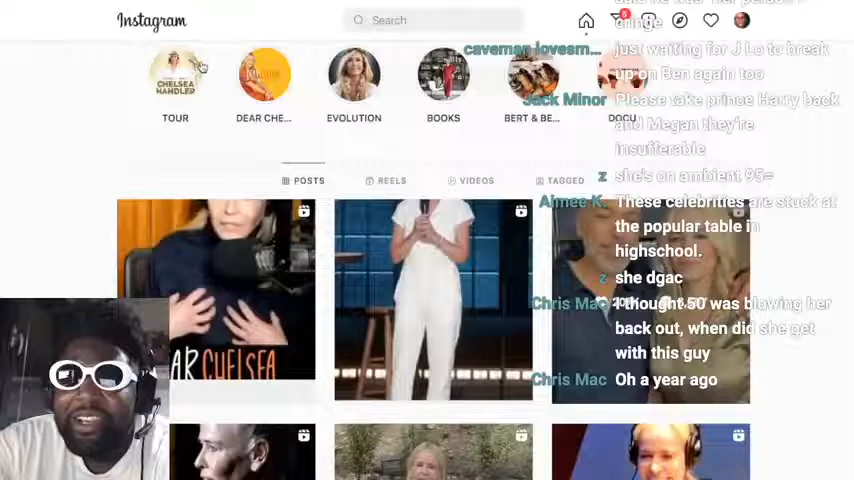 Instagram
Search
5
cringe
caveman lovesm... just waiting for J Lo to break
up on Ben again too
Jack Minor Please take prince Harry back
and Megan they're
insufferable
z she's on ambient 95=
Aimee K. These celebrities are stuck at
the popular table in
highschool.
z she dgac
Chris Mac I thought 50 was blowing her
back out, when did she get
with this guy
Chris Mac Oh a year ago
CHELSEA
HANDLER
TOUR
DEAR CHE...
EVOLUTION
BOOKS
BERT & BE...
DOCU
POSTS
REELS
VIDEOS
TAGGED
AR CHELSEA